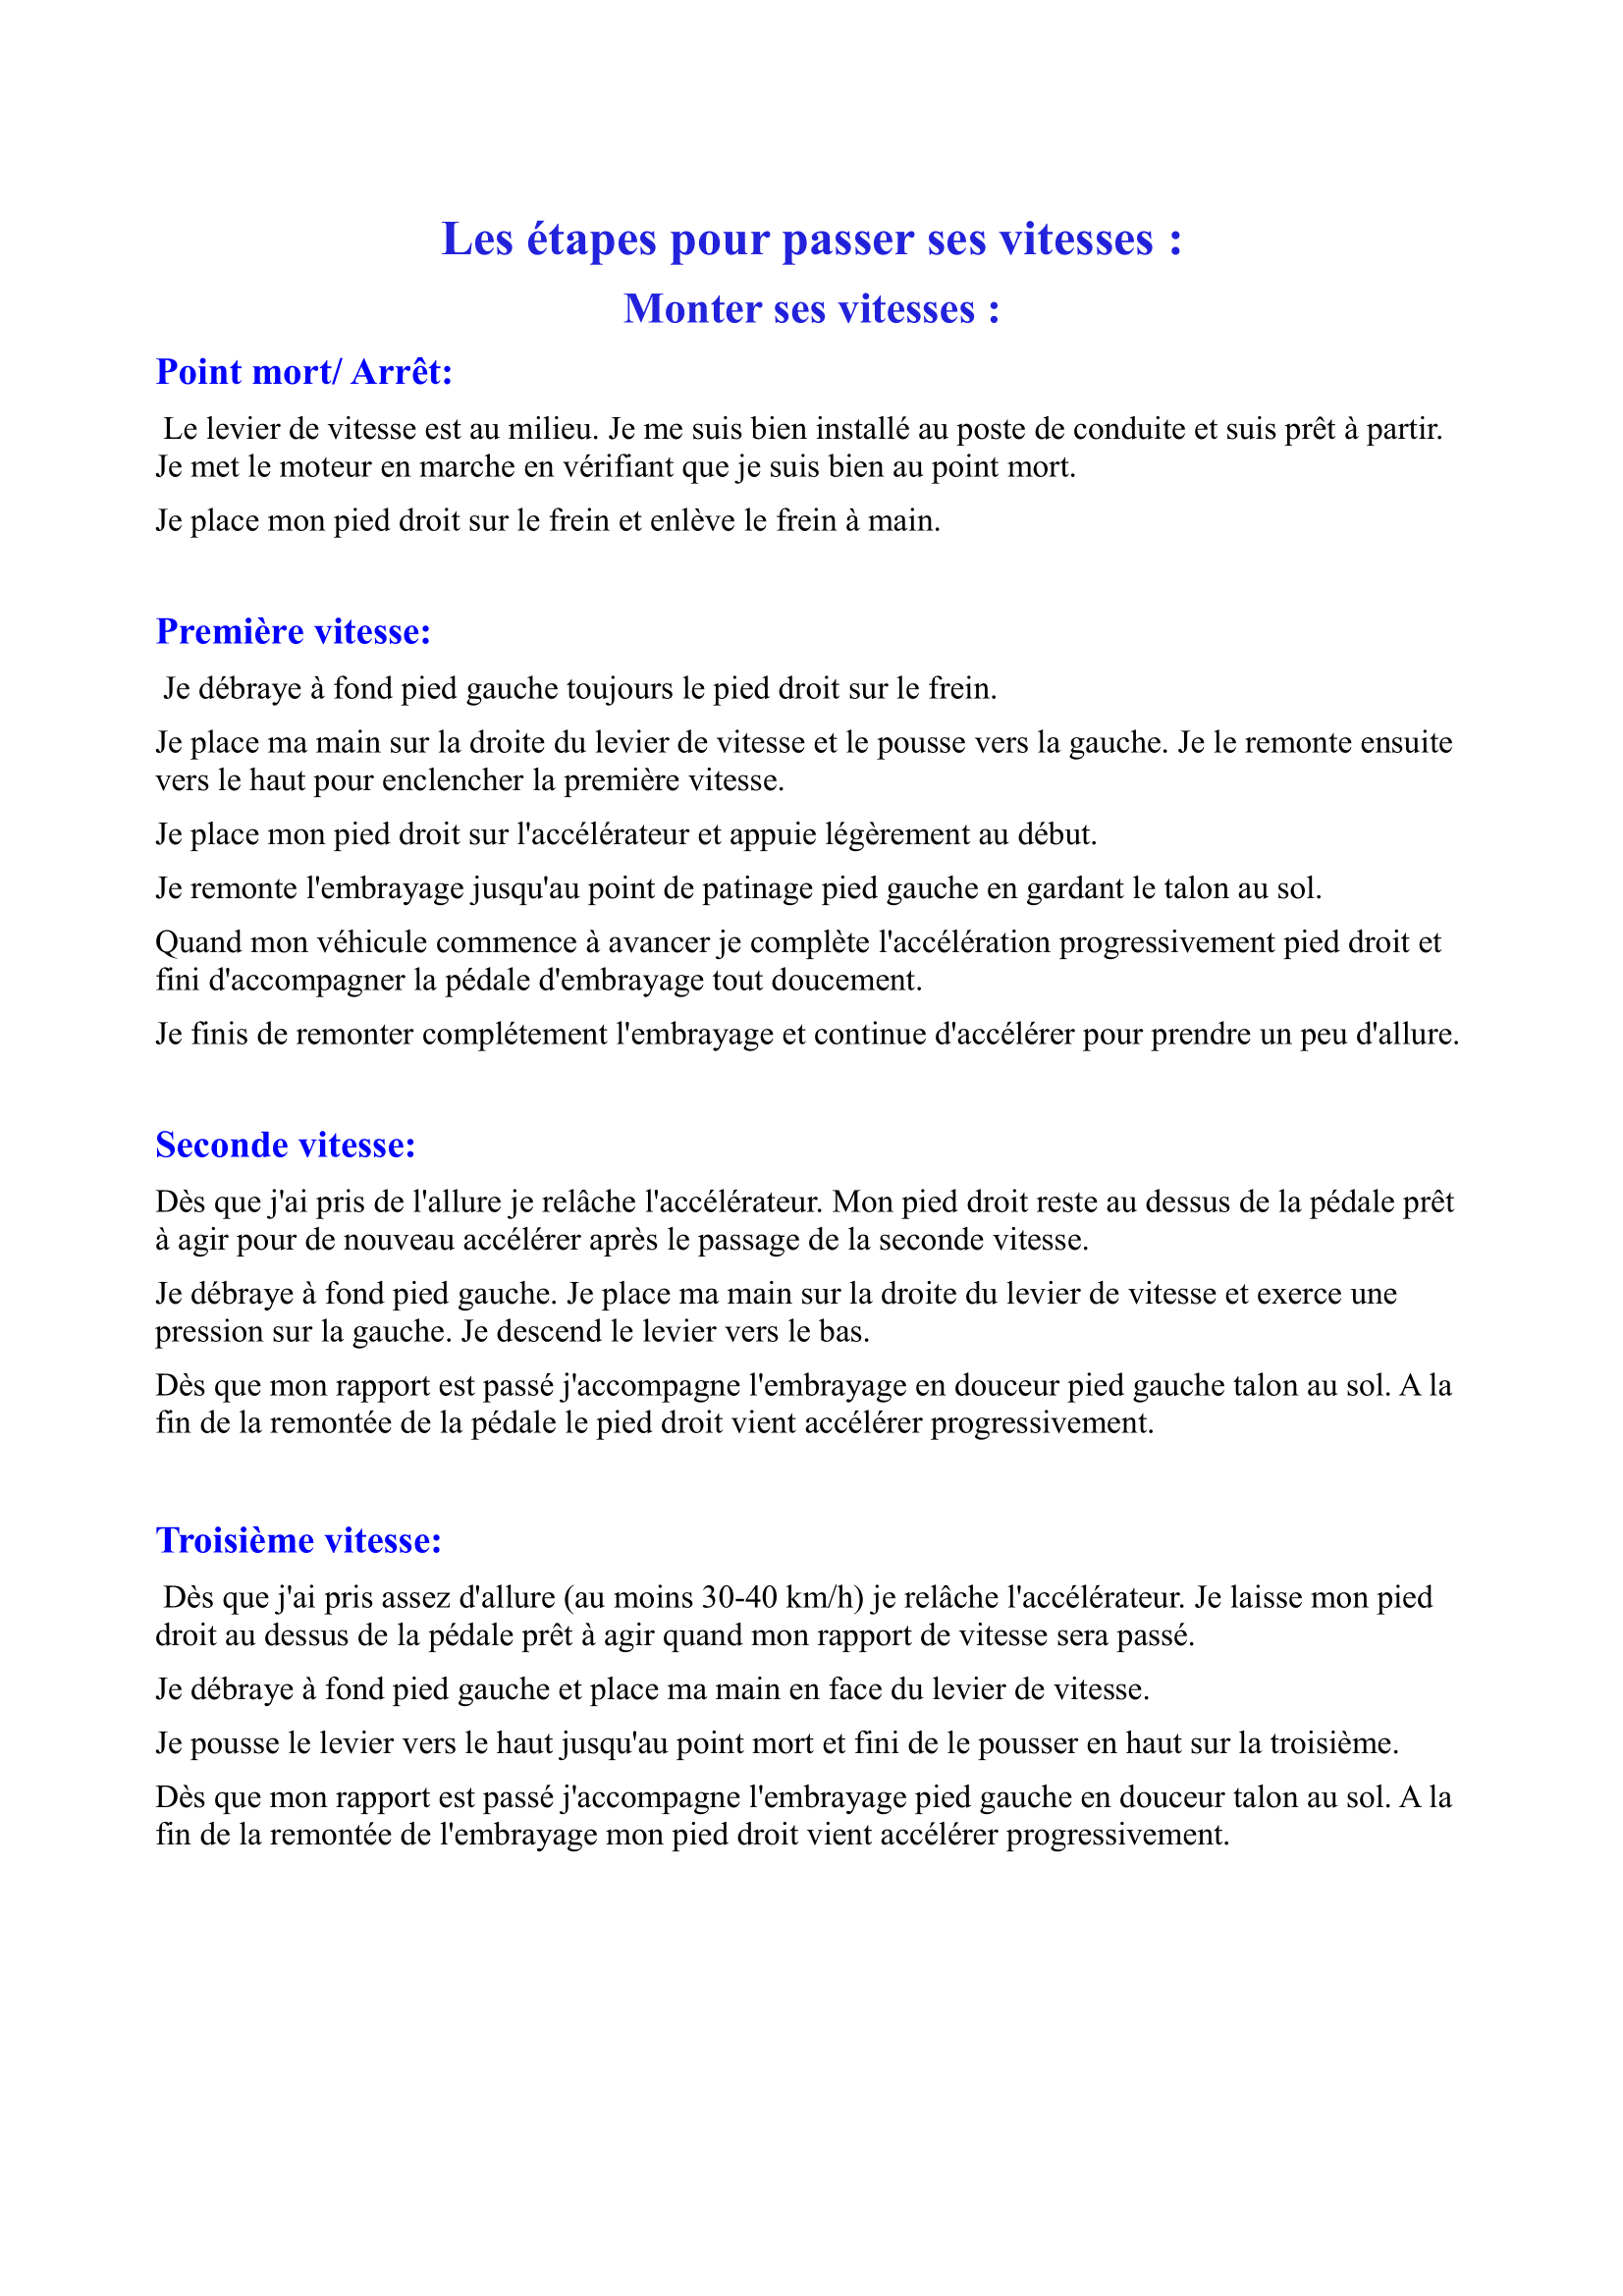 Les étapes pour passer ses vitesses :
Monter ses vitesses :
Point mort/ Arrêt:
Le levier de vitesse est au milieu. Je me suis bien installé au poste de conduite et suis prêt à partir.
Je met le moteur en marche en vérifiant que je suis bien au point mort.
Je place mon pied droit sur le frein et enlève le frein à main.
Première vitesse:
Je débraye à fond pied gauche toujours le pied droit sur le frein.
Je place ma main sur la droite du levier de vitesse et le pousse vers la gauche. Je le remonte ensuite
vers le haut pour enclencher la première vitesse.
Je place mon pied droit sur l'accélérateur et appuie légèrement au début.
Je remonte l'embrayage jusqu'au point de patinage pied gauche en gardant le talon au sol.
Quand mon véhicule commence à avancer je complète l'accélération progressivement pied droit et
fini d'accompagner la pédale d'embrayage tout doucement.
Je finis de remonter complétement l'embrayage et continue d'accélérer pour prendre un peu d'allure.
Seconde vitesse:
Dès que j'ai pris de l'allure je relâche l'accélérateur. Mon pied droit reste au dessus de la pédale prêt
à agir pour de nouveau accélérer après le passage de la seconde vitesse.
Je débraye à fond pied gauche. Je place ma main sur la droite du levier de vitesse et exerce une
pression sur la gauche. Je descend le levier vers le bas.
Dès que mon rapport est passé j'accompagne l'embrayage en douceur pied gauche talon au sol. A la
fin de la remontée de la pédale le pied droit vient accélérer progressivement.
Troisième vitesse:
Dès que j'ai pris assez d'allure (au moins 30-40 km/h) je relâche l'accélérateur. Je laisse mon pied
droit au dessus de la pédale prêt à agir quand mon rapport de vitesse sera passé.
Je débraye à fond pied gauche et place ma main en face du levier de vitesse.
Je pousse le levier vers le haut jusqu'au point mort et fini de le pousser en haut sur la troisième.
Dès que mon rapport est passé j'accompagne l'embrayage pied gauche en douceur talon au sol. A la
fin de la remontée de l'embrayage mon pied droit vient accélérer progressivement.